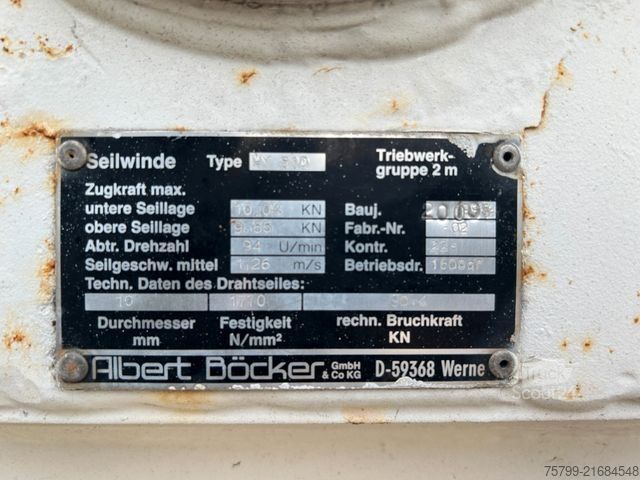 Seilwinde Type
Triebwerk-
gruppe 2 m
Zugkraft max.
untere Seillage KN
obere Seillage KN
Abtr. Drehzahl 94 U/min
Seilgeschw. mittel 1,26 m/s
Bauj.
Fabr.-Nr.
Kontr.
Betriebsdr.
Techn. Daten des Drahtseiles:
10
Durchmesser
mm
Festigkeit
N/mm²
rechn. Bruchkraft
KN
Albert Böcker GmbH & Co KG D-59368 Werne
75799-21684548